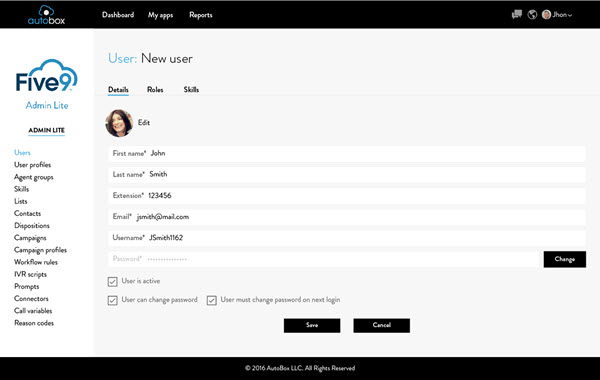 autobox Dashboard My apps Reports Jhon
Five9
Admin Lite
ADMIN LITE
Users
User profiles
Agent groups
Skills
Lists
Contacts
Dispositions
Campaigns
Campaign profiles
Workflow rules
IVR scripts
Prompts
Connectors
Call variables
Reason codes
User: New user
Details Roles Skills
Edit
First name* John
Last name* Smith
Extension* 123456
Email* jsmith@mail.com
Username* JSmith1162
Password* ••••••••••••••• Change
User is active
User can change password User must change password on next login
Save Cancel
© 2016 AutoBox LLC. All Rights Reserved